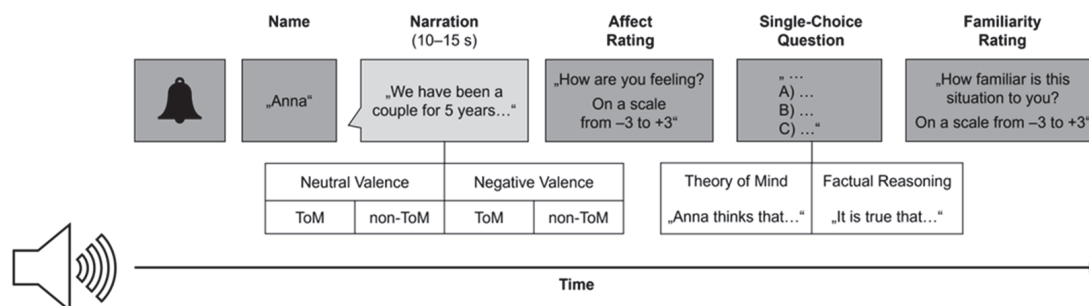 Name
Narration
(10–15 s)
Affect
Rating
Single-Choice
Question
Familiarity
Rating
„Anna“
„We have been a
couple for 5 years…“
„How are you feeling?
On a scale
from –3 to +3“
„ …
A) …
B) …
C) …“
„How familiar is this
situation to you?
On a scale from –3 to +3“
Neutral Valence
Negative Valence
ToM
non-ToM
ToM
non-ToM
Theory of Mind
„Anna thinks that…“
Factual Reasoning
„It is true that…“
Time